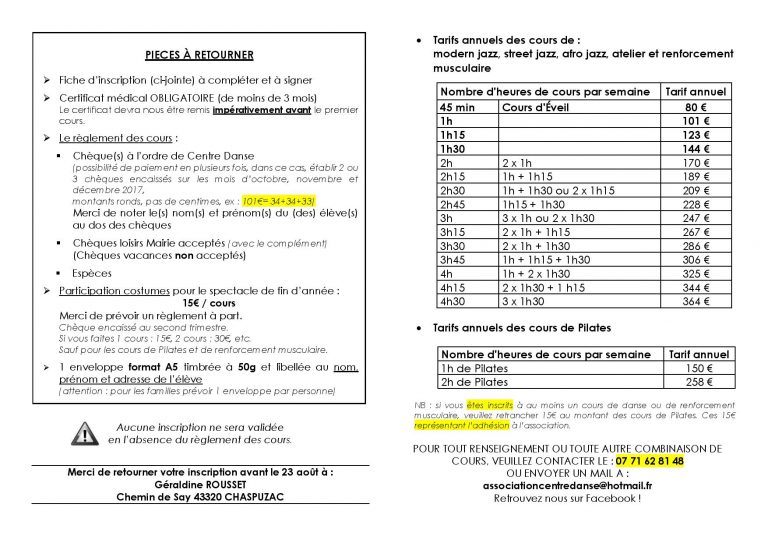 PIECES À RETOURNER
Fiche d'inscription (ci-jointe) à compléter et à signer
Certificat médical OBLIGATOIRE (de moins de 3 mois)
Le certificat devra nous être remis impérativement avant le premier
cours.
Le règlement des cours :
Chèque(s) à l'ordre de Centre Danse
(possibilité de paiement en plusieurs fois, dans ce cas, établir 2 ou
3 chèques encaissés sur les mois d'octobre, novembre et
décembre 2017,
montants ronds, pas de centimes, ex : 101€= 34+34+33)
Merci de noter le(s) nom(s) et prénom(s) du (des) élève(s)
au dos des chèques
Chèques loisirs Mairie acceptés (avec le complément)
(Chèques vacances non acceptés)
Espèces
Participation costumes pour le spectacle de fin d'année :
15€ / cours
Merci de prévoir un règlement à part.
Chèque encaissé au second trimestre.
Si vous faites 1 cours : 15€, 2 cours : 30€, etc.
Sauf pour les cours de Pilates et de renforcement musculaire.
1 enveloppe format A5 timbrée à 50g et libellée au nom,
prénom et adresse de l'élève
(attention : pour les familles prévoir 1 enveloppe par personne)
Aucune inscription ne sera validée
en l'absence du règlement des cours.
Merci de retourner votre inscription avant le 23 août à :
Géraldine ROUSSET
Chemin de Say 43320 CHASPUZAC
Tarifs annuels des cours de :
modern jazz, street jazz, afro jazz, atelier et renforcement
musculaire
Nombre d'heures de cours par semaine Tarif annuel
45 min Cours d'Éveil 80 €
1h 101 €
1h15 123 €
1h30 144 €
2h 2 x 1h 170 €
2h15 1h + 1h15 189 €
2h30 1h + 1h30 ou 2 x 1h15 209 €
2h45 1h15 + 1h30 228 €
3h 3 x 1h ou 2 x 1h30 247 €
3h15 2 x 1h + 1h15 267 €
3h30 2 x 1h + 1h30 286 €
3h45 1h + 1h15 + 1h30 306 €
4h 1h + 2 x 1h30 325 €
4h15 2 x 1h30 + 1 h15 344 €
4h30 3 x 1h30 364 €
Tarifs annuels des cours de Pilates
Nombre d'heures de cours par semaine Tarif annuel
1h de Pilates 150 €
2h de Pilates 258 €
NB : si vous êtes inscrits à au moins un cours de danse ou de renforcement
musculaire, veuillez retrancher 15€ au montant des cours de Pilates. Ces 15€
représentant l'adhésion à l'association.
POUR TOUT RENSEIGNEMENT OU TOUTE AUTRE COMBINAISON DE
COURS, VEUILLEZ CONTACTER LE : 07 71 62 81 48
OU ENVOYER UN MAIL A :
associationcentredanse@hotmail.fr
Retrouvez nous sur Facebook !